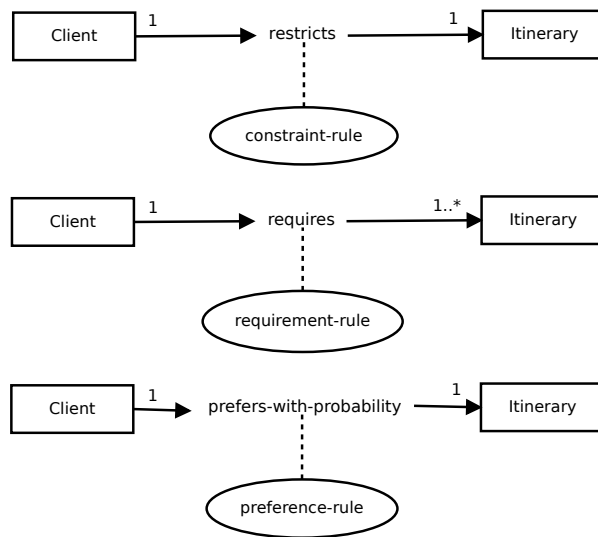 1 1
Client restricts Itinerary
constraint-rule
1 1..*
Client requires Itinerary
requirement-rule
1 1
Client prefers-with-probability Itinerary
preference-rule